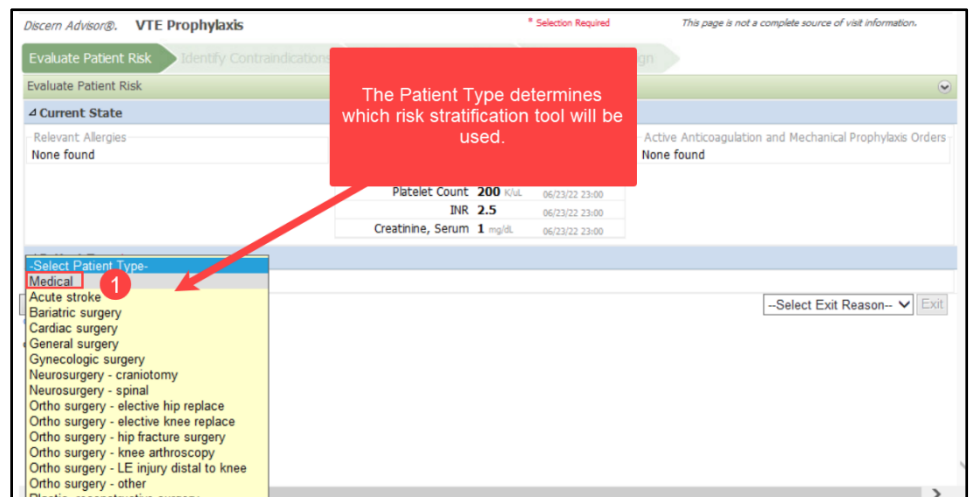 Discern Advisor®. VTE Prophylaxis * Selection Required This page is not a complete source of visit information.
Evaluate Patient Risk Identify Contraindications gn
Evaluate Patient Risk
Current State
The Patient Type determines
which risk stratification tool will be
used.
Relevant Allergies Active Anticoagulation and Mechanical Prophylaxis Orders
None found None found
Platelet Count 200 K/uL 06/23/22 23:00
INR 2.5 06/23/22 23:00
Creatinine, Serum 1 mg/dL 06/23/22 23:00
-Select Patient Type-
Medical 1
Acute stroke
Bariatric surgery --Select Exit Reason-- Exit
Cardiac surgery
General surgery
Gynecologic surgery
Neurosurgery - craniotomy
Neurosurgery - spinal
Ortho surgery - elective hip replace
Ortho surgery - elective knee replace
Ortho surgery - hip fracture surgery
Ortho surgery - knee arthroscopy
Ortho surgery - LE injury distal to knee
Ortho surgery - other